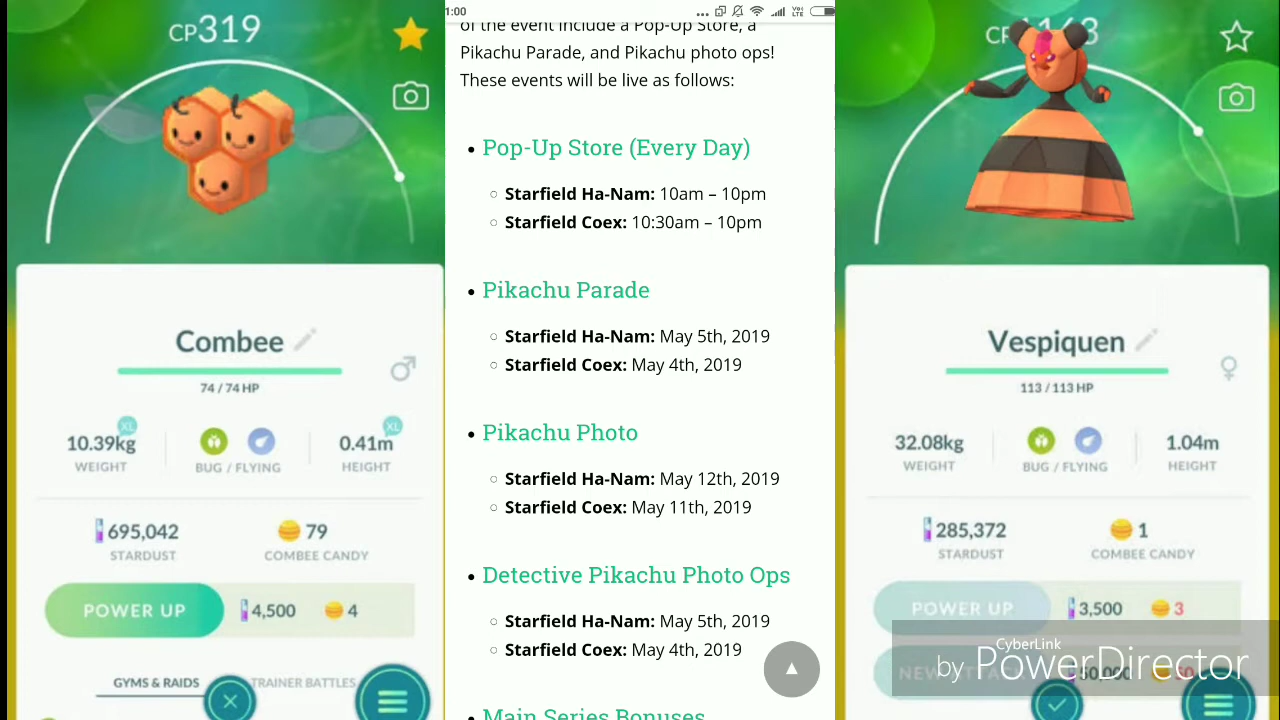 CP319
Combee
74 / 74 HP
10.39kg
XL
WEIGHT
BUG / FLYING
0.41m
XL
HEIGHT
695,042
STARDUST
79
COMBEE CANDY
POWER UP
4,500
4
GYMS & RAIDS
TRAINER BATTLES
1:00
of the event include a Pop-Up Store, a
Pikachu Parade, and Pikachu photo ops!
These events will be live as follows:
• Pop-Up Store (Every Day)
○ Starfield Ha-Nam: 10am – 10pm
○ Starfield Coex: 10:30am – 10pm
• Pikachu Parade
○ Starfield Ha-Nam: May 5th, 2019
○ Starfield Coex: May 4th, 2019
• Pikachu Photo
○ Starfield Ha-Nam: May 12th, 2019
○ Starfield Coex: May 11th, 2019
• Detective Pikachu Photo Ops
○ Starfield Ha-Nam: May 5th, 2019
○ Starfield Coex: May 4th, 2019
• Main Series Bonuses
Vespiquen
113 / 113 HP
32.08kg
WEIGHT
BUG / FLYING
1.04m
HEIGHT
285,372
STARDUST
1
COMBEE CANDY
POWER UP
3,500
3
CyberLink
by PowerDirector